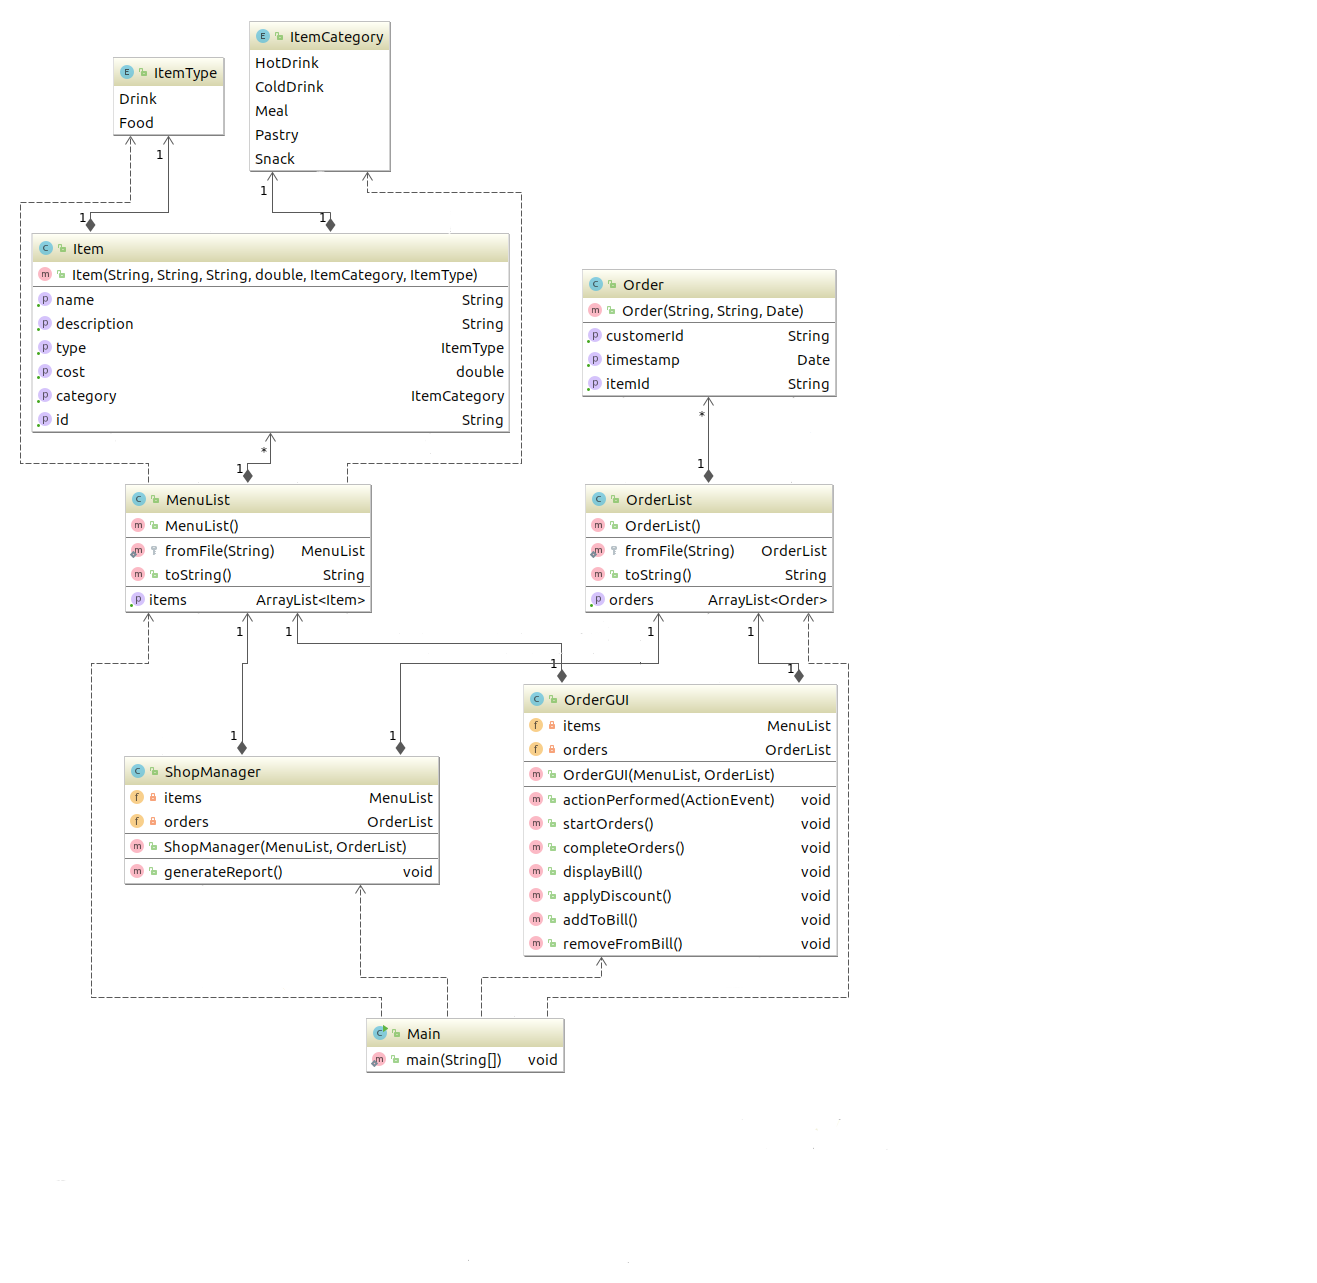 ItemCategory
HotDrink
ColdDrink
Meal
Pastry
Snack
ItemType
Drink
Food
1
1
1
1
Item
Item(String, String, String, double, ItemCategory, ItemType)
name String
description String
type ItemType
cost double
category ItemCategory
id String
Order
Order(String, String, Date)
customerId String
timestamp Date
itemId String
*
1
*
1
MenuList
MenuList()
fromFile(String) MenuList
toString() String
items ArrayList<Item>
OrderList
OrderList()
fromFile(String) OrderList
toString() String
orders ArrayList<Order>
1
1
1
1
1
1
1
1
OrderGUI
items MenuList
orders OrderList
OrderGUI(MenuList, OrderList)
actionPerformed(ActionEvent) void
startOrders() void
completeOrders() void
displayBill() void
applyDiscount() void
addToBill() void
removeFromBill() void
ShopManager
items MenuList
orders OrderList
ShopManager(MenuList, OrderList)
generateReport() void
Main
main(String[]) void